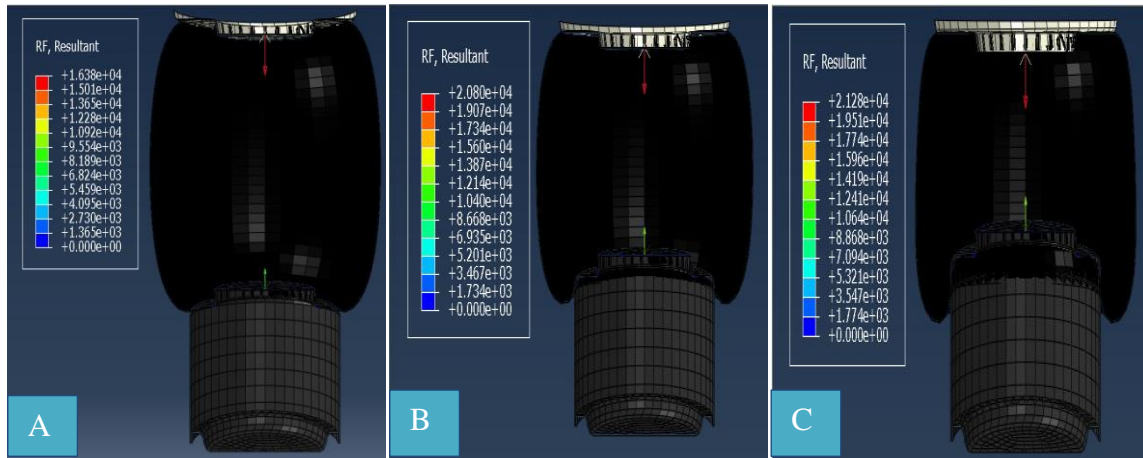 RF, Resultant
+1.638e+04
+1.501e+04
+1.365e+04
+1.228e+04
+1.092e+04
+9.554e+03
+8.189e+03
+6.824e+03
+5.459e+03
+4.095e+03
+2.730e+03
+1.365e+03
+0.000e+00
A
RF, Resultant
+2.080e+04
+1.907e+04
+1.734e+04
+1.560e+04
+1.387e+04
+1.214e+04
+1.040e+04
+8.668e+03
+6.935e+03
+5.201e+03
+3.467e+03
+1.734e+03
+0.000e+00
B
RF, Resultant
+2.128e+04
+1.951e+04
+1.774e+04
+1.596e+04
+1.419e+04
+1.241e+04
+1.064e+04
+8.868e+03
+7.094e+03
+5.321e+03
+3.547e+03
+1.774e+03
+0.000e+00
C